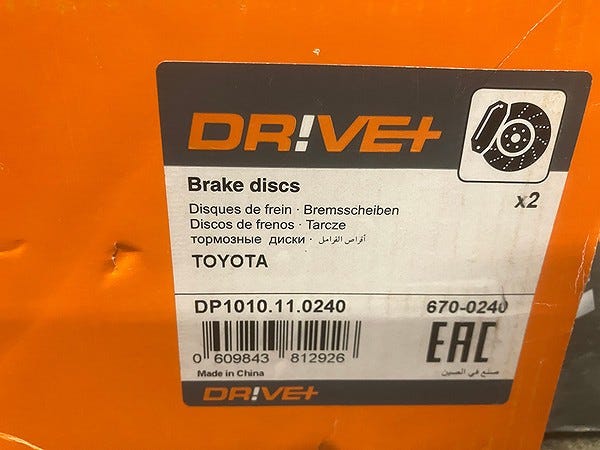 DR!VE+
Brake discs
x2
Disques de frein · Bremsscheiben
Discos de frenos · Tarcze
тормозные диски · أقراص الفرامل
TOYOTA
DP1010.11.0240 670-0240
0 609843 812926
EAC
Made in China صنع في الصين
DR!VE+